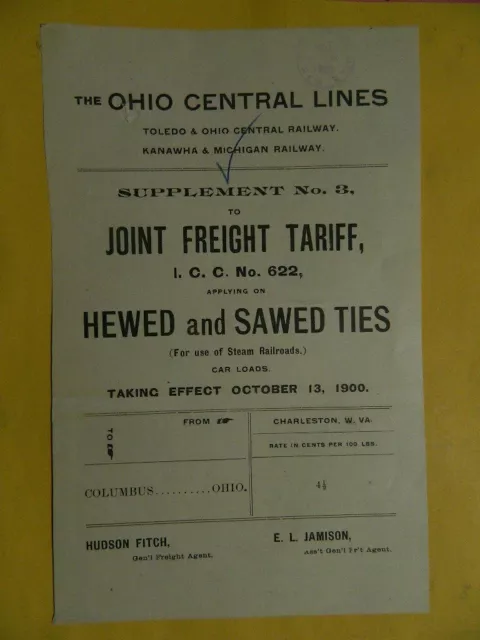 THE OHIO CENTRAL LINES
TOLEDO & OHIO CENTRAL RAILWAY.
KANAWHA & MICHIGAN RAILWAY.
SUPPLEMENT No. 3,
TO
JOINT FREIGHT TARIFF,
I. C. C. No. 622,
APPLYING ON
HEWED and SAWED TIES
(For use of Steam Railroads.)
CAR LOADS.
TAKING EFFECT OCTOBER 13, 1900.
FROM ☞
CHARLESTON, W. VA.
TO ☞
RATE IN CENTS PER 100 LBS.
COLUMBUS..........OHIO.
4½
HUDSON FITCH,
Gen'l Freight Agent.
E. L. JAMISON,
Ass't Gen'l Fr't Agent.